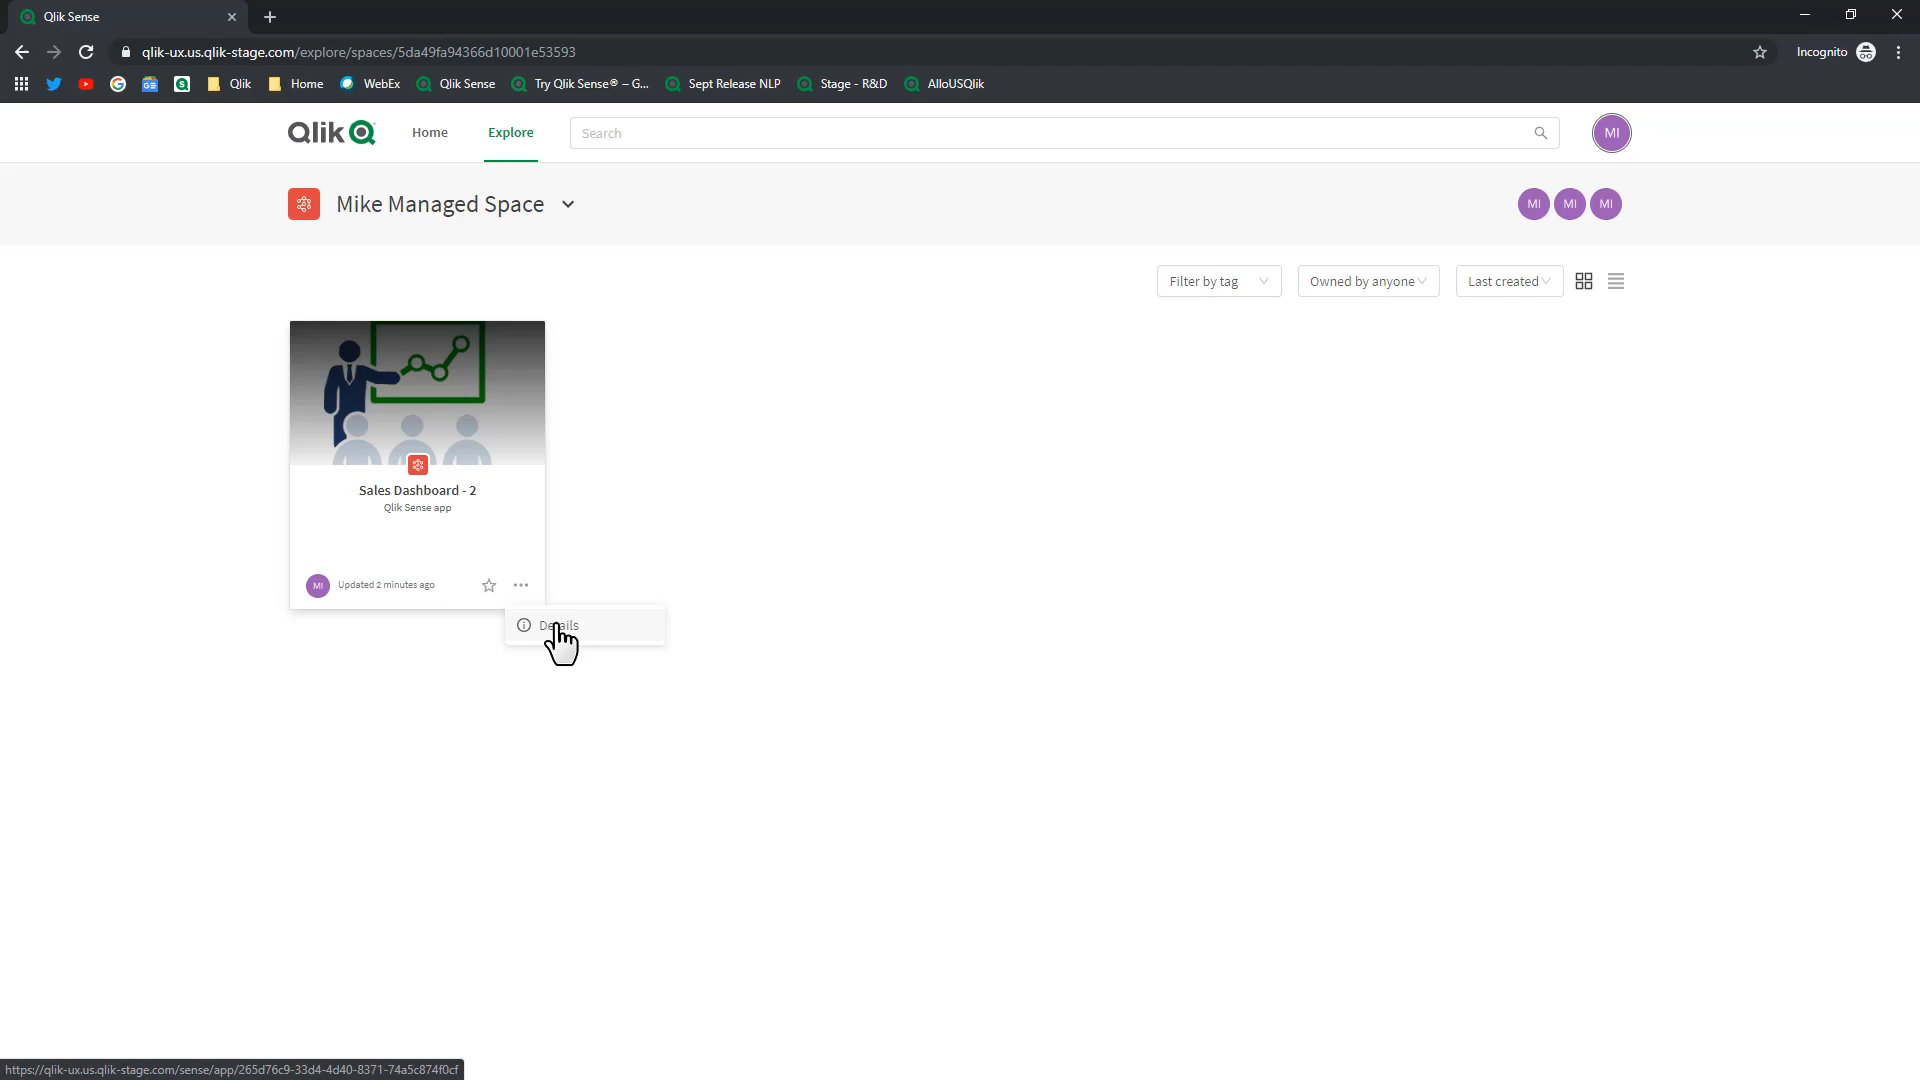 Qlik Sense
qlik-ux.us.qlik-stage.com/explore/spaces/5da49fa94366d10001e53593
Incognito
Qlik
Home
WebEx
Qlik Sense
Try Qlik Sense® – G...
Sept Release NLP
Stage - R&D
AlloUSQlik
Qlik
Home
Explore
Search
MI
Mike Managed Space
MI MI MI
Filter by tag
Owned by anyone
Last created
Sales Dashboard - 2
Qlik Sense app
MI
Updated 2 minutes ago
Details
https://qlik-ux.us.qlik-stage.com/sense/app/265d76c9-33d4-4d40-8371-74a5c874f0cf